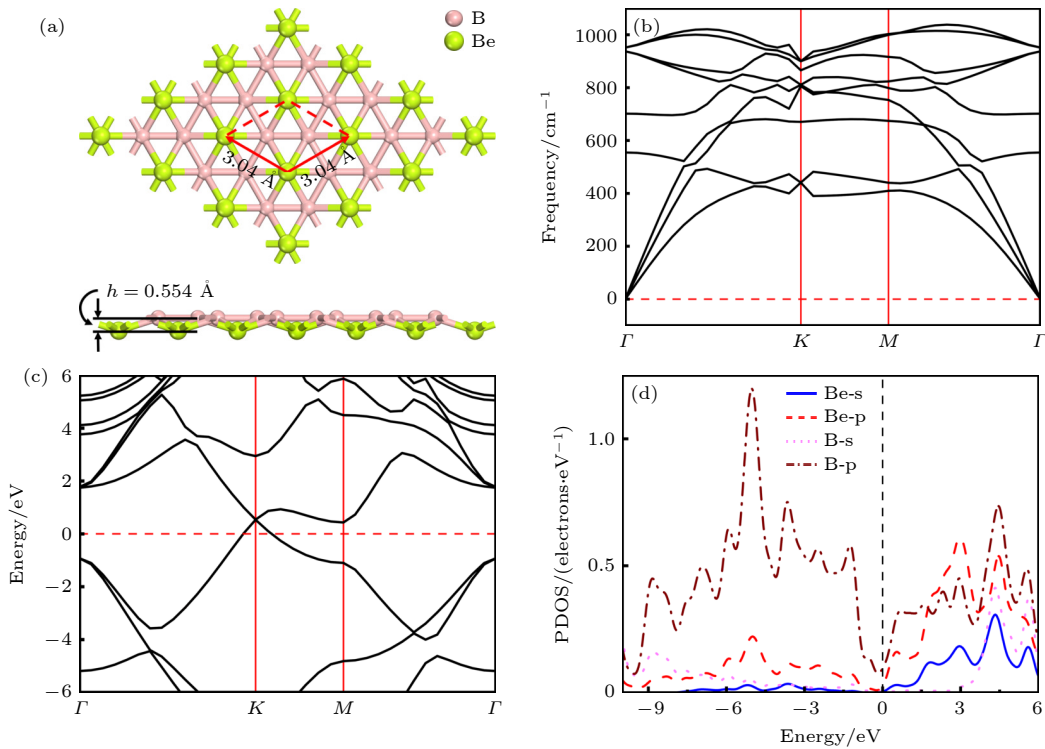 (a)
B
Be
3.04 Å
3.04 Å
h = 0.554 Å
(b)
Frequency/cm⁻¹
1000
800
600
400
200
0
Γ K M Γ
(c)
Energy/eV
6
4
2
0
−2
−4
−6
Γ K M Γ
(d)
Be-s
Be-p
B-s
B-p
PDOS/(electrons·eV⁻¹)
1.0
0.5
0
−9 −6 −3 0 3 6
Energy/eV